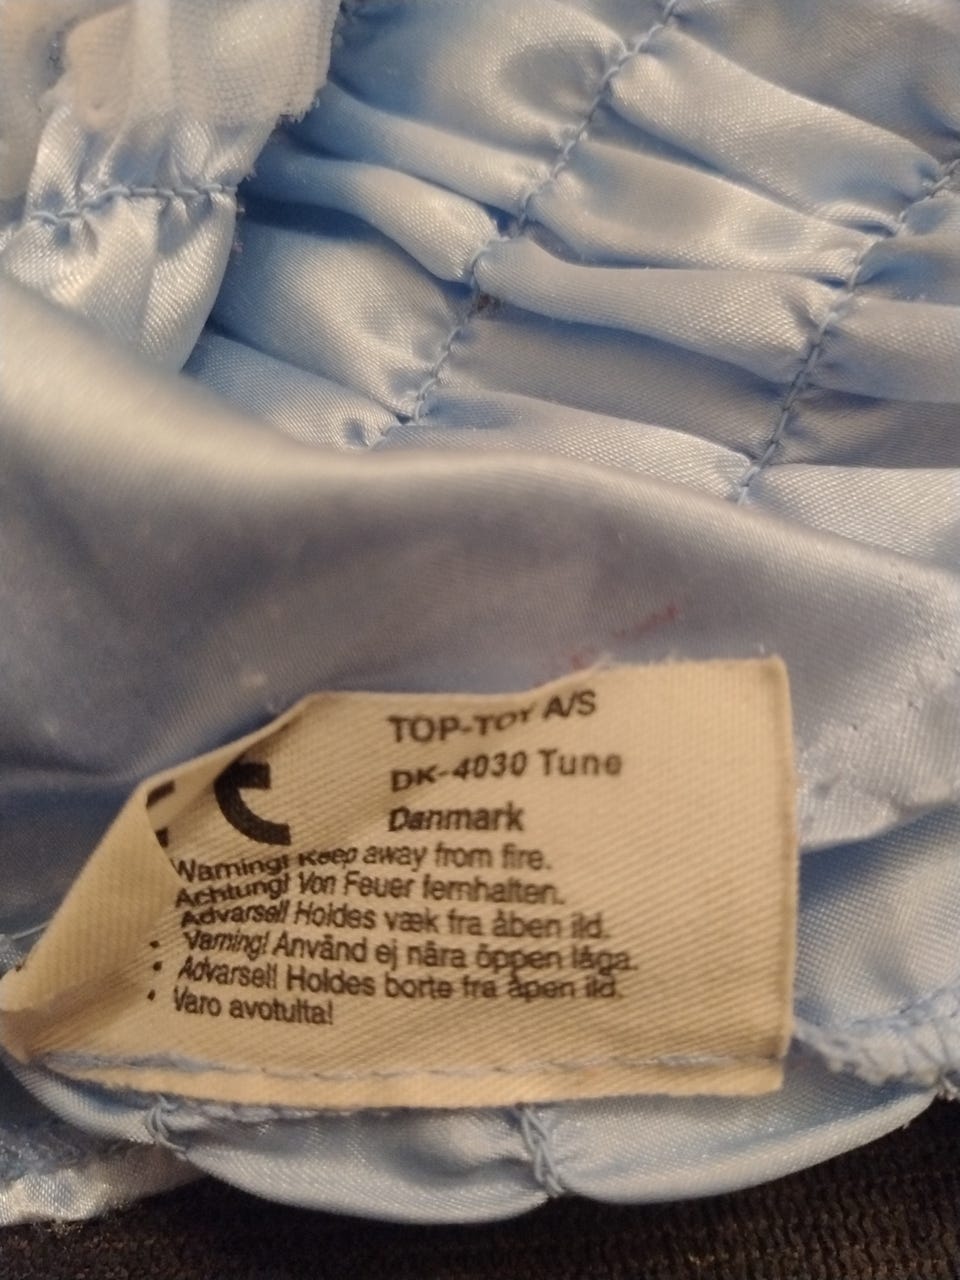 TOP-TOY A/S
DK-4030 Tune
Danmark
CE
Warning! Keep away from fire.
Achtung! Von Feuer fernhalten.
Advarsel! Holdes væk fra åben ild.
• Varning! Använd ej nära öppen låga.
• Advarsel! Holdes borte fra åpen ild.
• Varo avotulta!